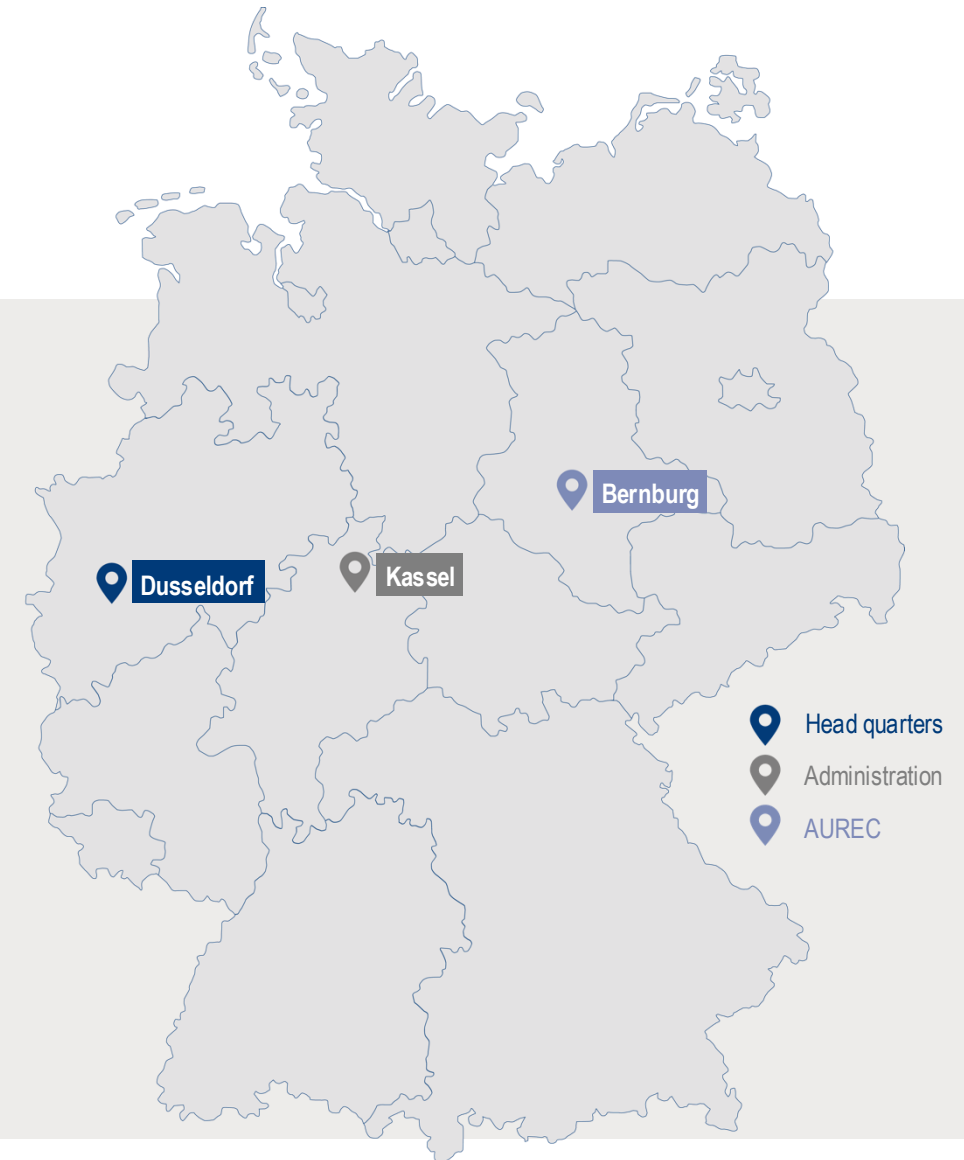 Bernburg
Kassel
Dusseldorf
Head quarters
Administration
AUREC